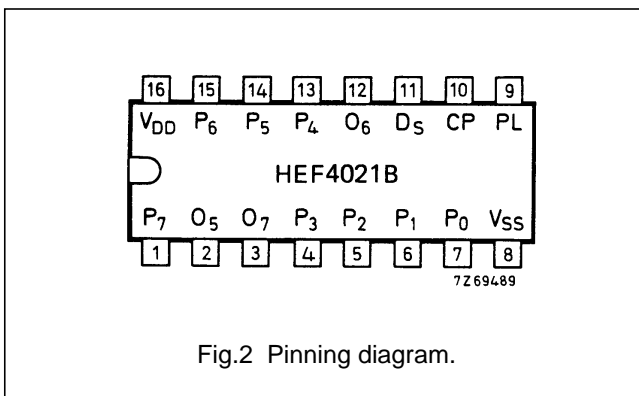 16 15 14 13 12 11 10 9
VDD P6 P5 P4 O6 DS CP PL
HEF4021B
P7 O5 O7 P3 P2 P1 P0 VSS
1 2 3 4 5 6 7 8
7Z69489
Fig.2 Pinning diagram.